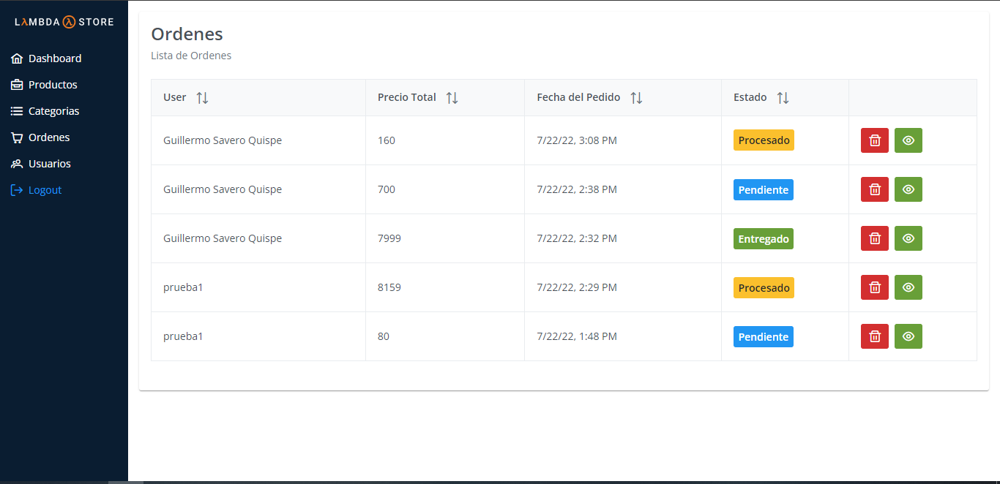 LλMBDA STORE
Dashboard
Productos
Categorias
Ordenes
Usuarios
Logout
Ordenes
Lista de Ordenes
User Precio Total Fecha del Pedido Estado
Guillermo Savero Quispe 160 7/22/22, 3:08 PM Procesado
Guillermo Savero Quispe 700 7/22/22, 2:38 PM Pendiente
Guillermo Savero Quispe 7999 7/22/22, 2:32 PM Entregado
prueba1 8159 7/22/22, 2:29 PM Procesado
prueba1 80 7/22/22, 1:48 PM Pendiente